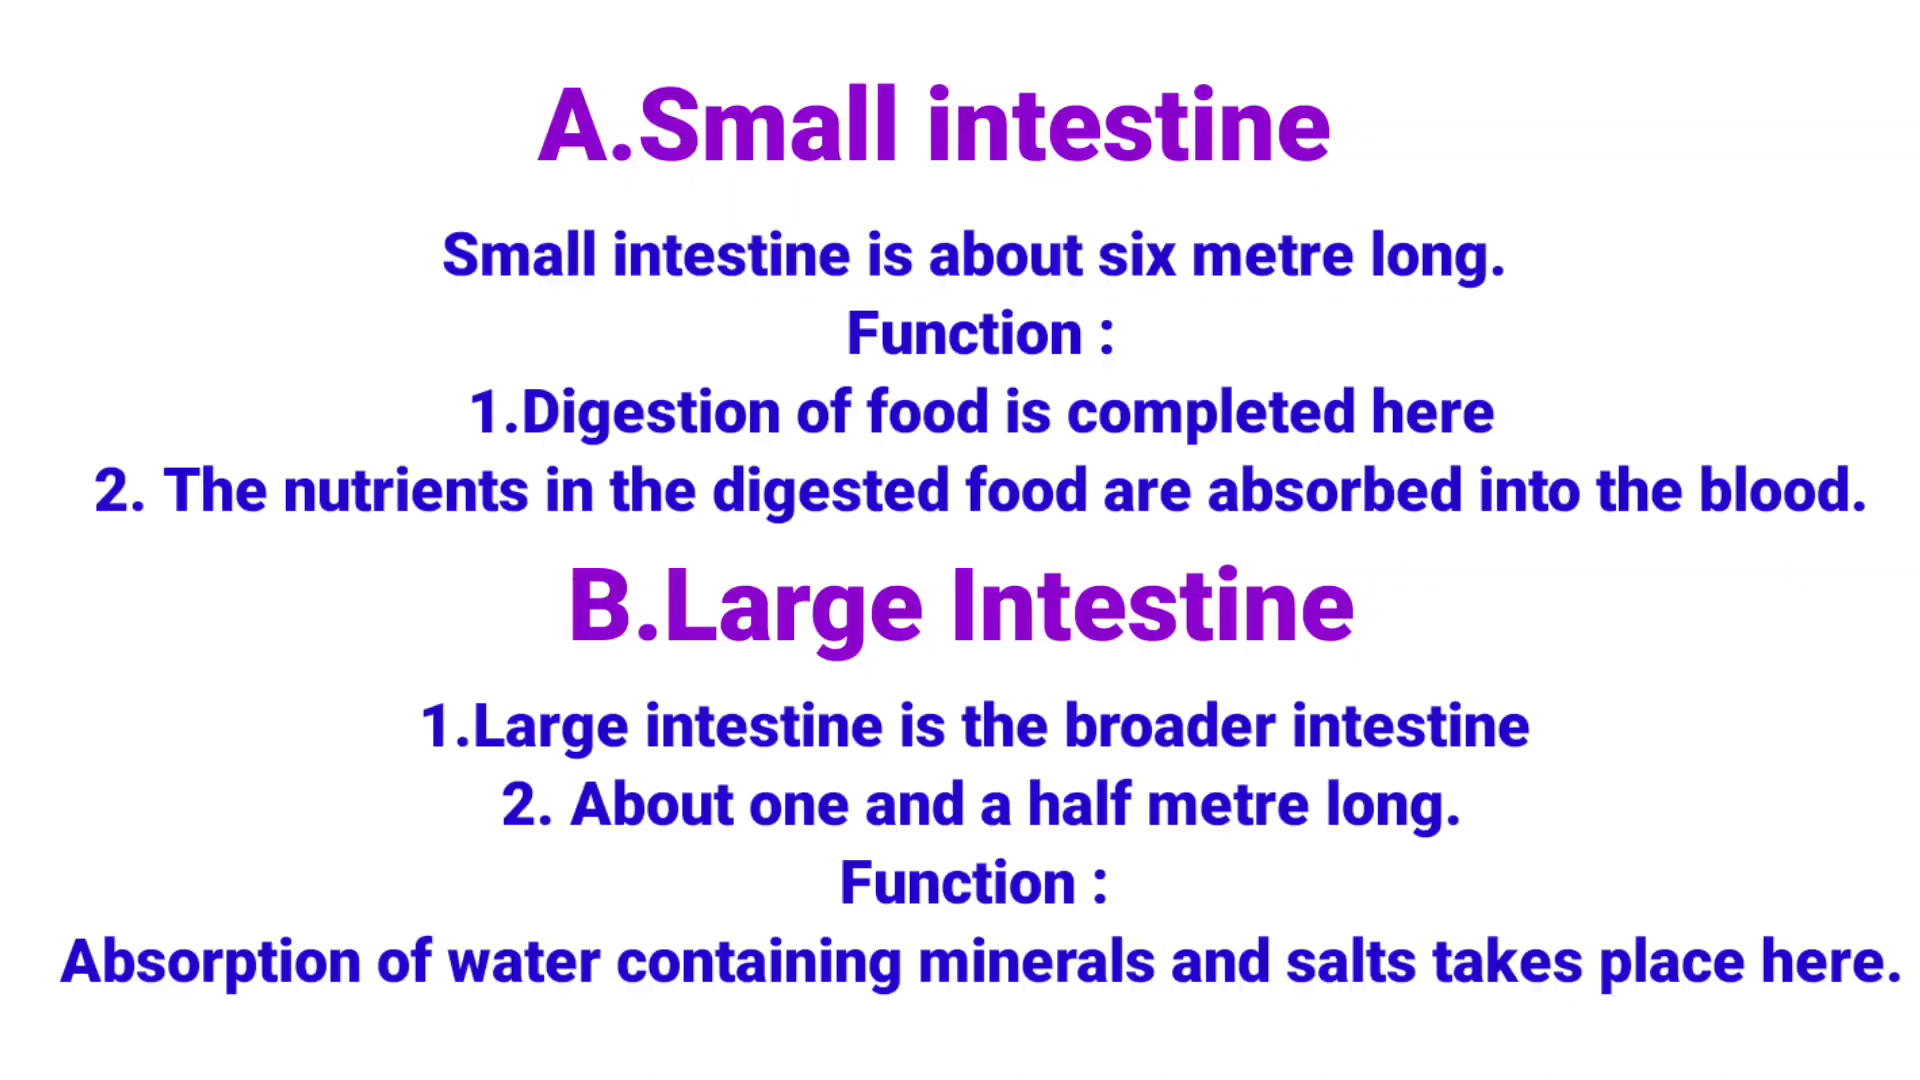 A.Small intestine
Small intestine is about six metre long.
Function :
1.Digestion of food is completed here
2. The nutrients in the digested food are absorbed into the blood.
B.Large Intestine
1.Large intestine is the broader intestine
2. About one and a half metre long.
Function :
Absorption of water containing minerals and salts takes place here.